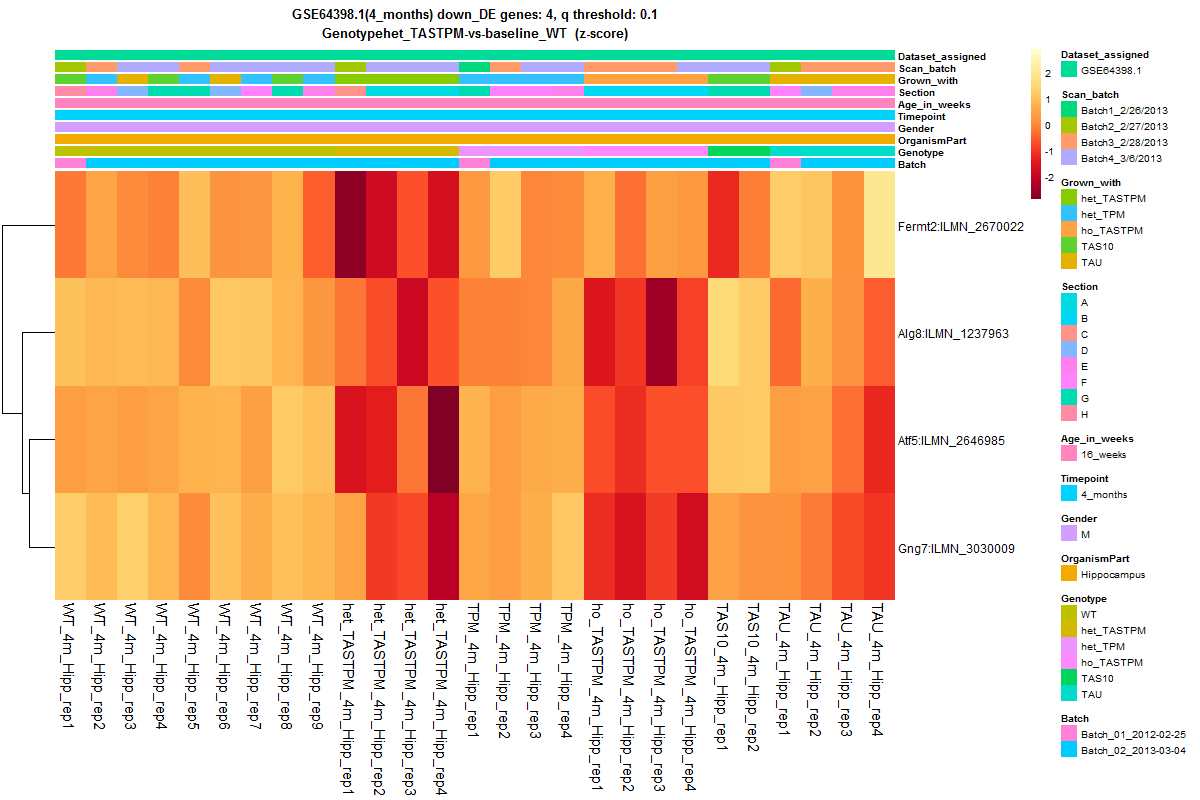 GSE64398.1(4_months) down_DE genes: 4, q threshold: 0.1
Genotypehet_TASTPM-vs-baseline_WT (z-score)
Dataset_assigned
Scan_batch
Grown_with
Section
Age_in_weeks
Timepoint
Gender
OrganismPart
Genotype
Batch
Fermt2:ILMN_2670022
Alg8:ILMN_1237963
Atf5:ILMN_2646985
Gng7:ILMN_3030009
WT_4m_Hipp_rep1
WT_4m_Hipp_rep2
WT_4m_Hipp_rep3
WT_4m_Hipp_rep4
WT_4m_Hipp_rep5
WT_4m_Hipp_rep6
WT_4m_Hipp_rep7
WT_4m_Hipp_rep8
WT_4m_Hipp_rep9
het_TASTPM_4m_Hipp_rep1
het_TASTPM_4m_Hipp_rep2
het_TASTPM_4m_Hipp_rep3
het_TASTPM_4m_Hipp_rep4
TPM_4m_Hipp_rep1
TPM_4m_Hipp_rep2
TPM_4m_Hipp_rep3
TPM_4m_Hipp_rep4
ho_TASTPM_4m_Hipp_rep1
ho_TASTPM_4m_Hipp_rep2
ho_TASTPM_4m_Hipp_rep3
ho_TASTPM_4m_Hipp_rep4
TAS10_4m_Hipp_rep1
TAS10_4m_Hipp_rep2
TAU_4m_Hipp_rep1
TAU_4m_Hipp_rep2
TAU_4m_Hipp_rep3
TAU_4m_Hipp_rep4
2
1
0
-1
-2
Dataset_assigned
GSE64398.1
Scan_batch
Batch1_2/26/2013
Batch2_2/27/2013
Batch3_2/28/2013
Batch4_3/6/2013
Grown_with
het_TASTPM
het_TPM
ho_TASTPM
TAS10
TAU
Section
A
B
C
D
E
F
G
H
Age_in_weeks
16_weeks
Timepoint
4_months
Gender
M
OrganismPart
Hippocampus
Genotype
WT
het_TASTPM
het_TPM
ho_TASTPM
TAS10
TAU
Batch
Batch_01_2012-02-25
Batch_02_2013-03-04